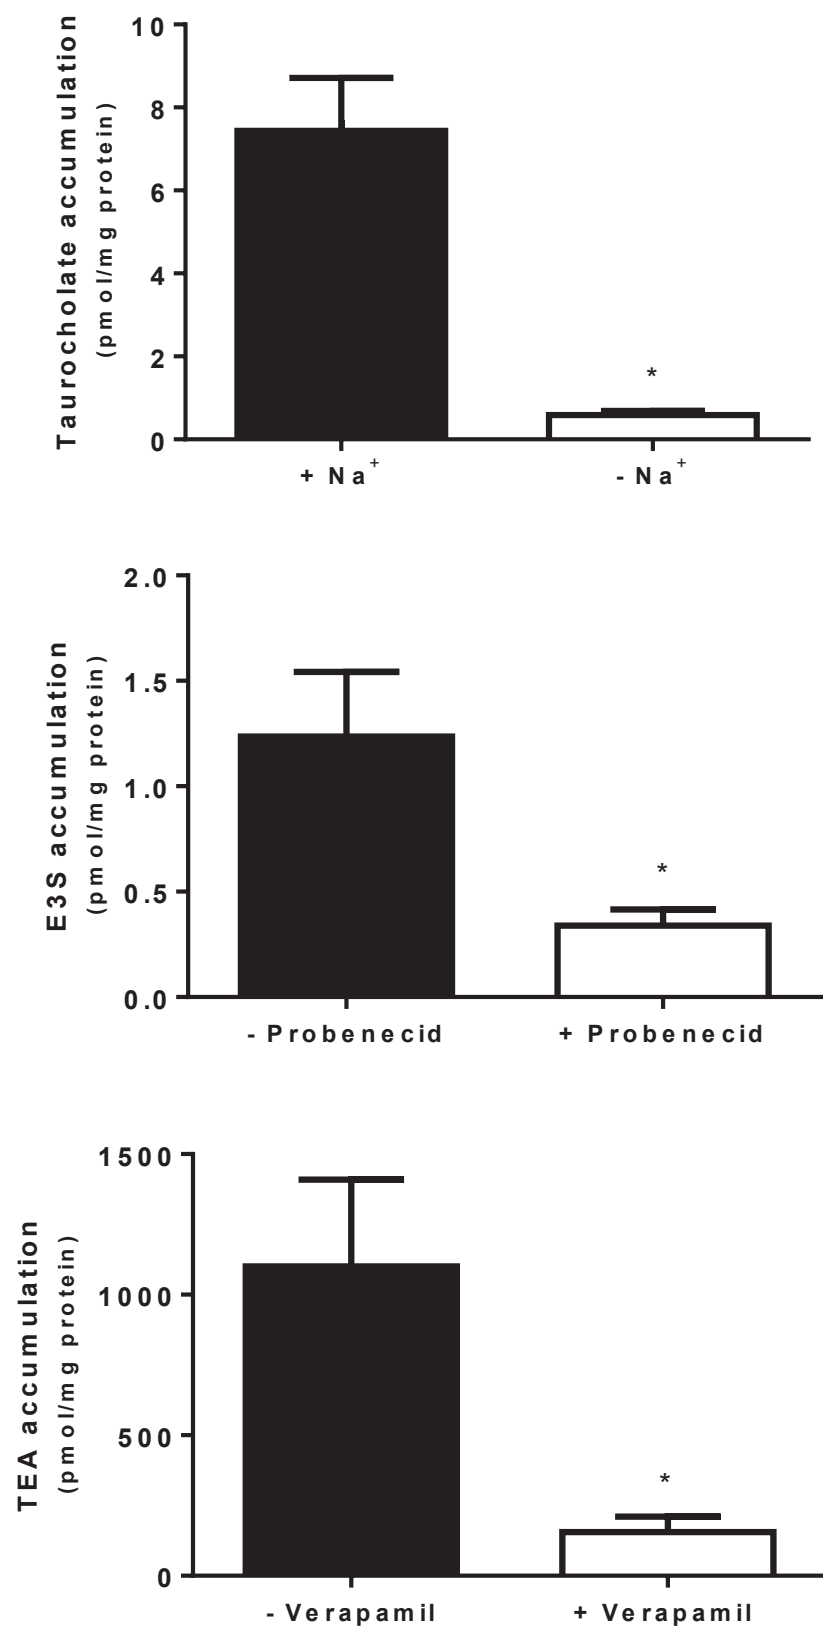 Taurocholate accumulation
(pmol/mg protein)
10
8
6
4
2
0
*
+ Na+
- Na+
E3S accumulation
(pmol/mg protein)
2.0
1.5
1.0
0.5
0.0
*
- Probenecid
+ Probenecid
TEA accumulation
(pmol/mg protein)
1500
1000
500
0
*
- Verapamil
+ Verapamil